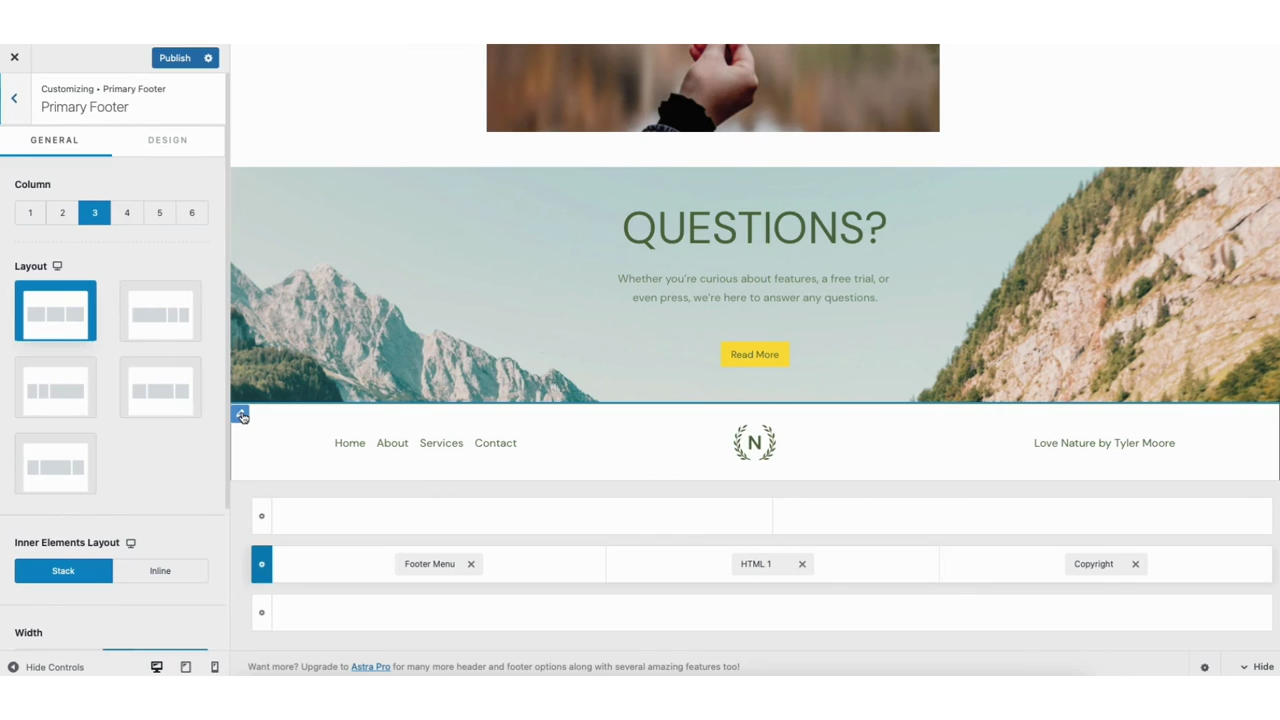 Publish
Customizing • Primary Footer
Primary Footer
GENERAL DESIGN
Column
1 2 3 4 5 6
Layout
Inner Elements Layout
Stack Inline
Width
Hide Controls
QUESTIONS?
Whether you're curious about features, a free trial, or
even press, we're here to answer any questions.
Read More
Home About Services Contact
N
Love Nature by Tyler Moore
Footer Menu HTML 1 Copyright
Want more? Upgrade to Astra Pro for many more header and footer options along with several amazing features too!
Hide